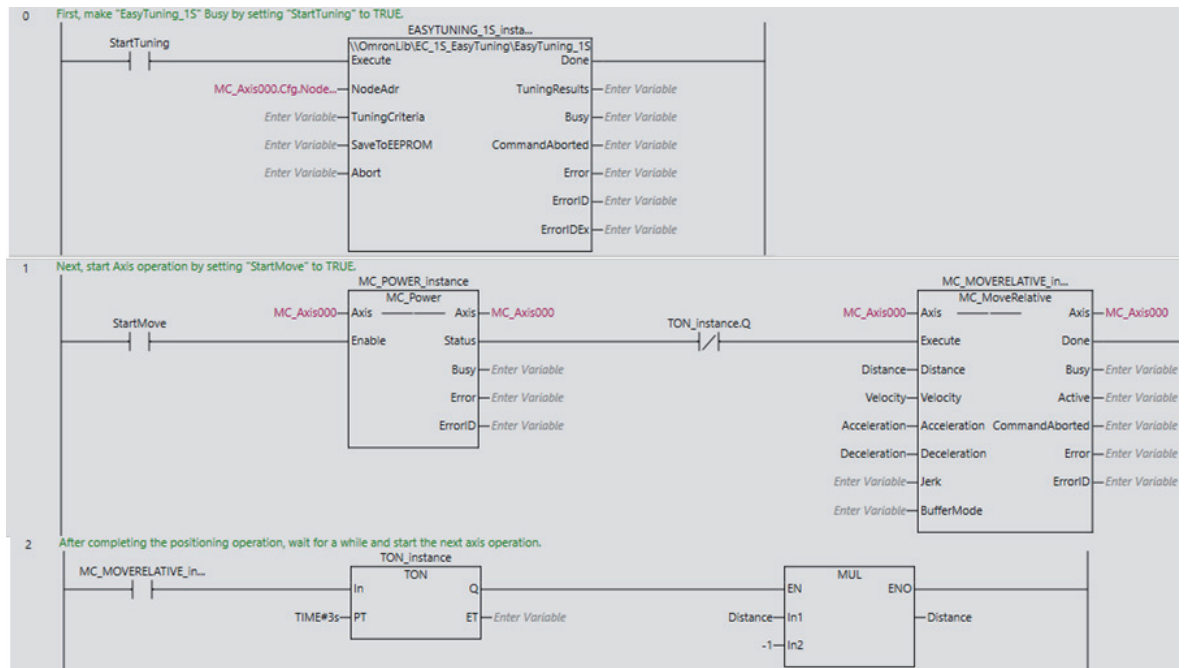 0 First, make "EasyTuning_1S" Busy by setting "StartTuning" to TRUE.
EASYTUNING_1S_insta...
StartTuning
\\OmronLib\EC_1S_EasyTuning\EasyTuning_1S
Execute Done
MC_Axis000.Cfg.Node... NodeAdr TuningResults Enter Variable
Enter Variable TuningCriteria Busy Enter Variable
Enter Variable SaveToEEPROM CommandAborted Enter Variable
Enter Variable Abort Error Enter Variable
ErrorID Enter Variable
ErrorIDEx Enter Variable
1 Next, start Axis operation by setting "StartMove" to TRUE.
MC_POWER_instance MC_MOVERELATIVE_in...
MC_Power MC_MoveRelative
MC_Axis000 Axis Axis MC_Axis000 MC_Axis000 Axis Axis MC_Axis000
StartMove TON_instance.Q
Enable Status Execute Done
Busy Enter Variable Distance Distance Busy Enter Variable
Error Enter Variable Velocity Velocity Active Enter Variable
ErrorID Enter Variable Acceleration Acceleration CommandAborted Enter Variable
Deceleration Deceleration Error Enter Variable
Enter Variable Jerk ErrorID Enter Variable
Enter Variable BufferMode
2 After completing the positioning operation, wait for a while and start the next axis operation.
TON_instance
MC_MOVERELATIVE_in... TON MUL
In Q EN ENO
TIME#3s PT ET Enter Variable Distance In1 Distance
-1 In2